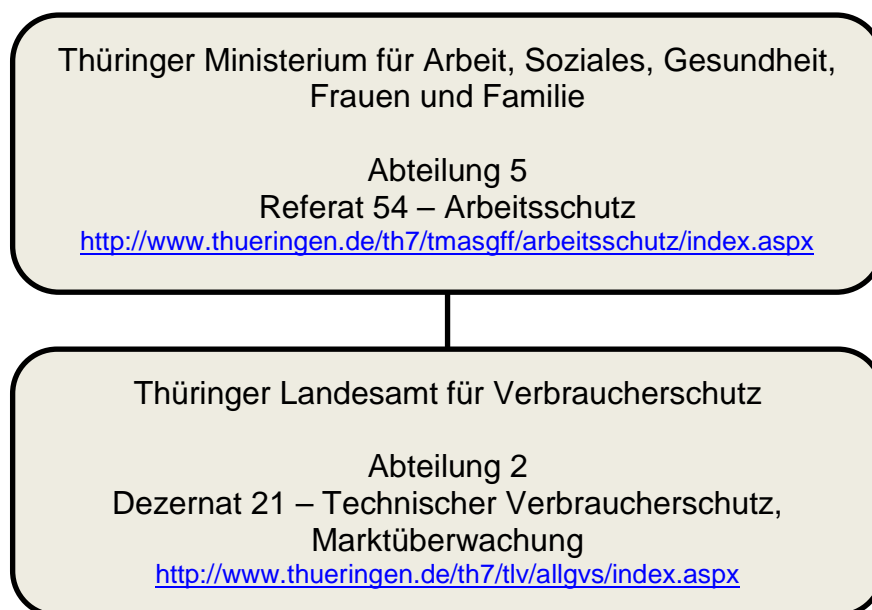 Thüringer Ministerium für Arbeit, Soziales, Gesundheit,
Frauen und Familie
Abteilung 5
Referat 54 – Arbeitsschutz
http://www.thueringen.de/th7/tmasgff/arbeitsschutz/index.aspx
Thüringer Landesamt für Verbraucherschutz
Abteilung 2
Dezernat 21 – Technischer Verbraucherschutz,
Marktüberwachung
http://www.thueringen.de/th7/tlv/allgvs/index.aspx